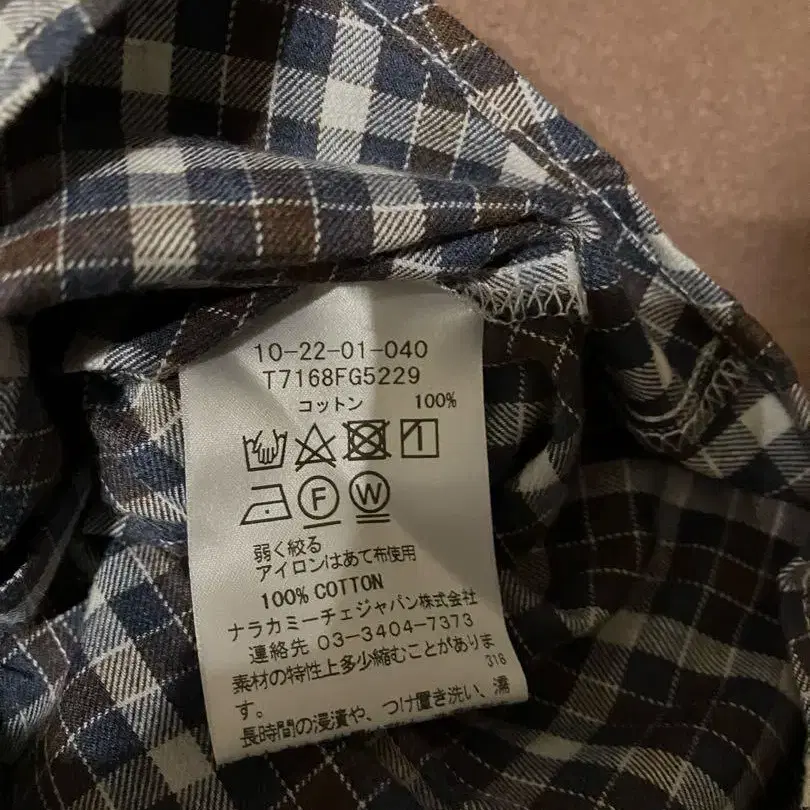 10-22-01-040
T7168FG5229
コットン 100%
F W
弱く絞る
アイロンはあて布使用
100% COTTON
ナラカミーチェジャパン株式会社
連絡先 03-3404-7373
素材の特性上多少縮むことがありま
318
す。
長時間の浸漬や、つけ置き洗い、濡